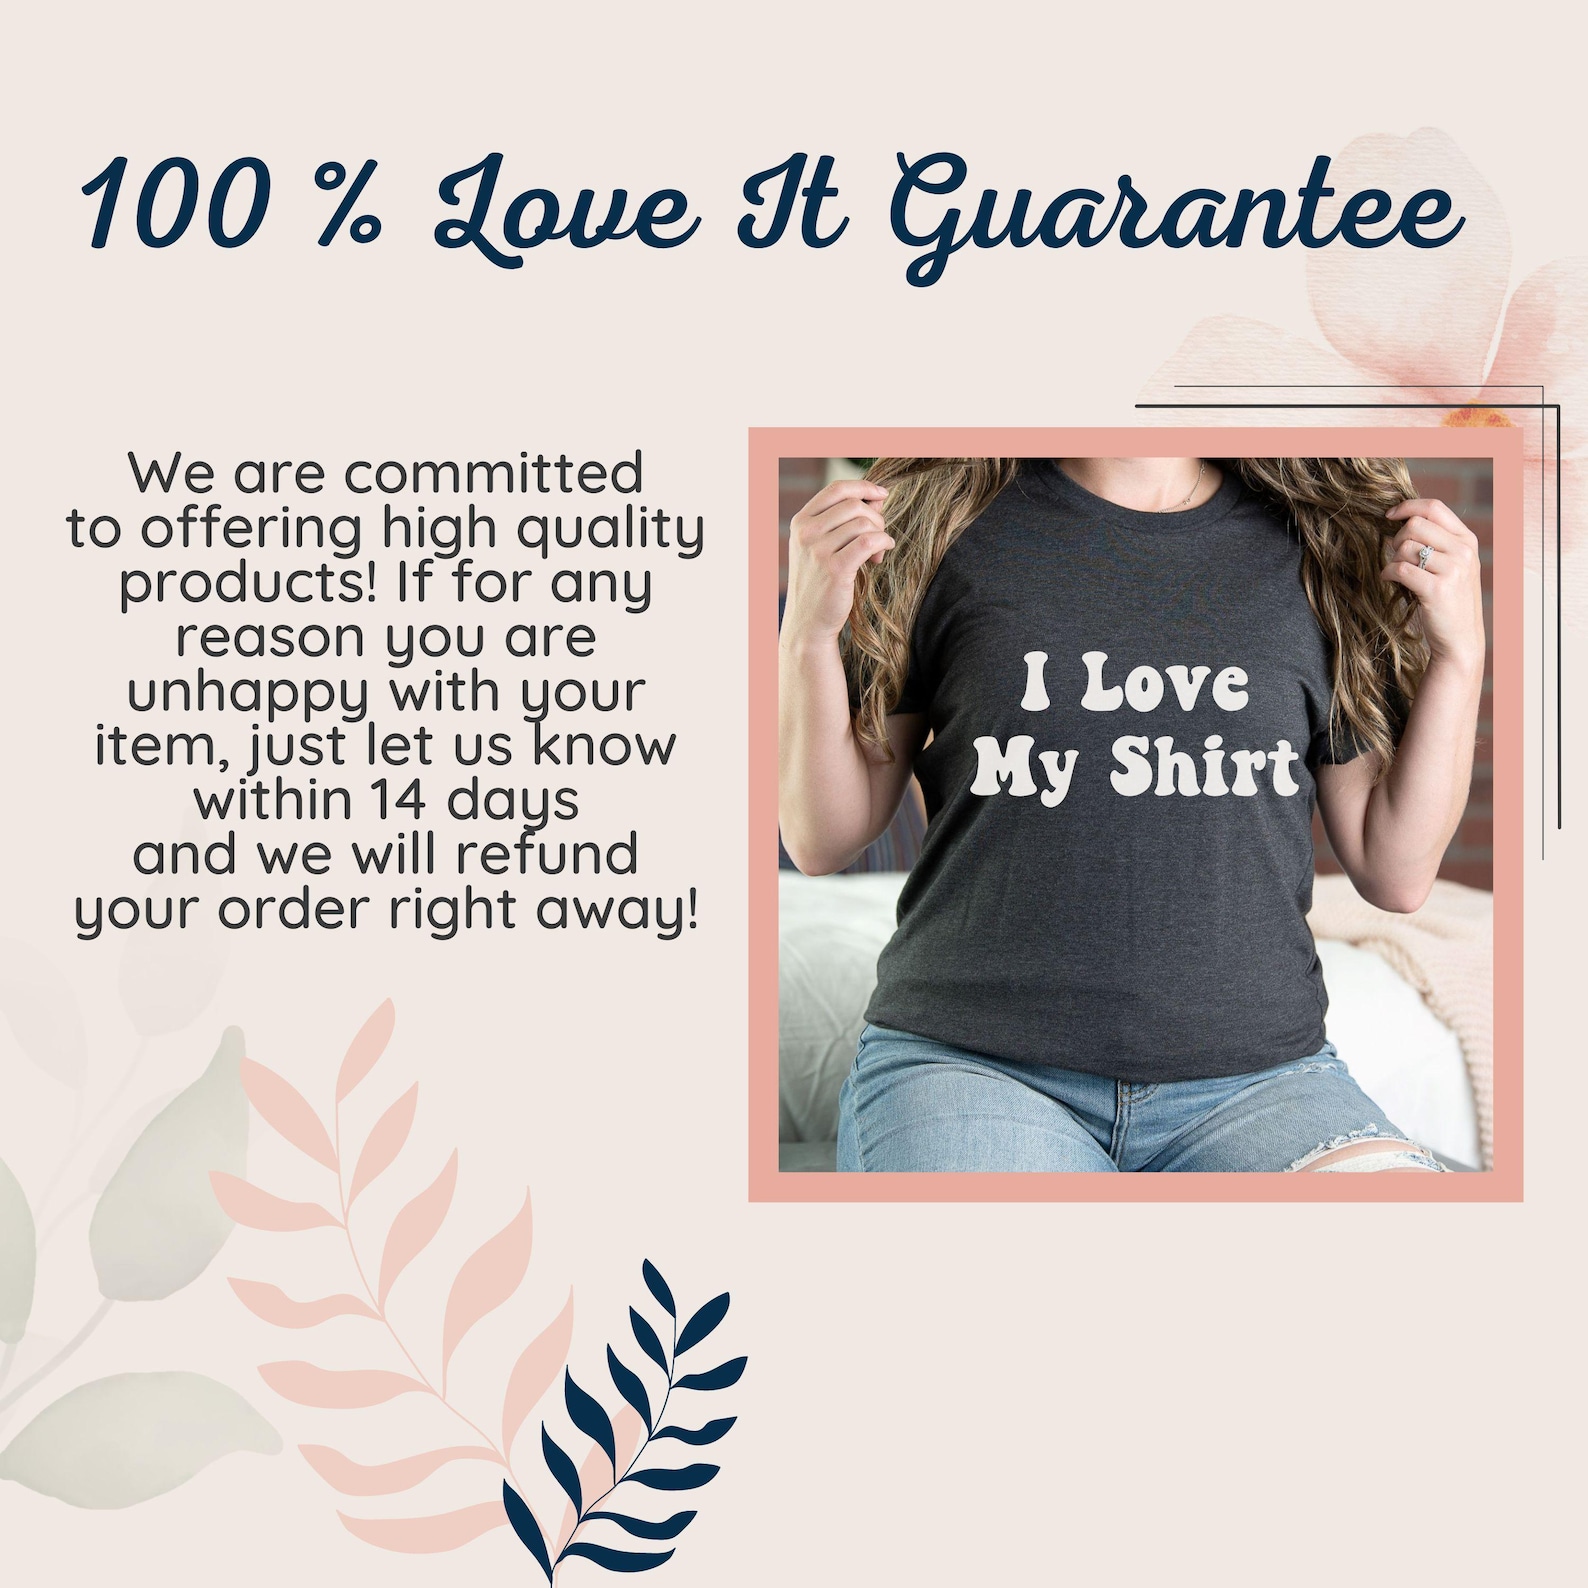 100 % Love It Guarantee
We are committed
to offering high quality
products! If for any
reason you are
unhappy with your
item, just let us know
within 14 days
and we will refund
your order right away!
I Love
My Shirt